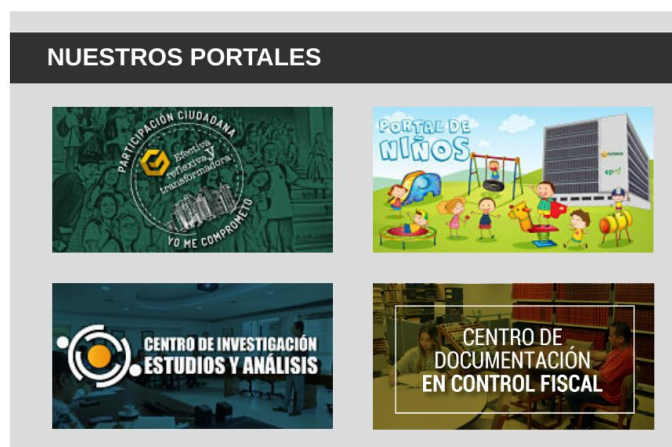 NUESTROS PORTALES
PARTICIPACIÓN CIUDADANA
Efectiva
reflexiva y
transformadora
YO ME COMPROMETO
PORTAL DE
NIÑOS
CENTRO DE INVESTIGACIÓN
ESTUDIOS Y ANÁLISIS
CENTRO DE
DOCUMENTACIÓN
EN CONTROL FISCAL